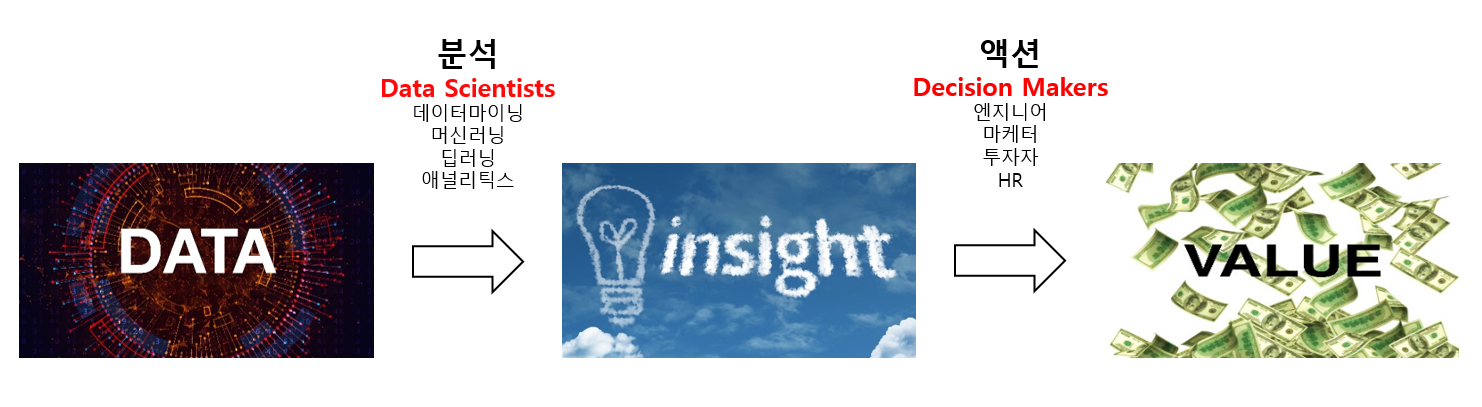 분석
Data Scientists
데이터마이닝
머신러닝
딥러닝
애널리틱스
액션
Decision Makers
엔지니어
마케터
투자자
HR
DATA
insight
VALUE